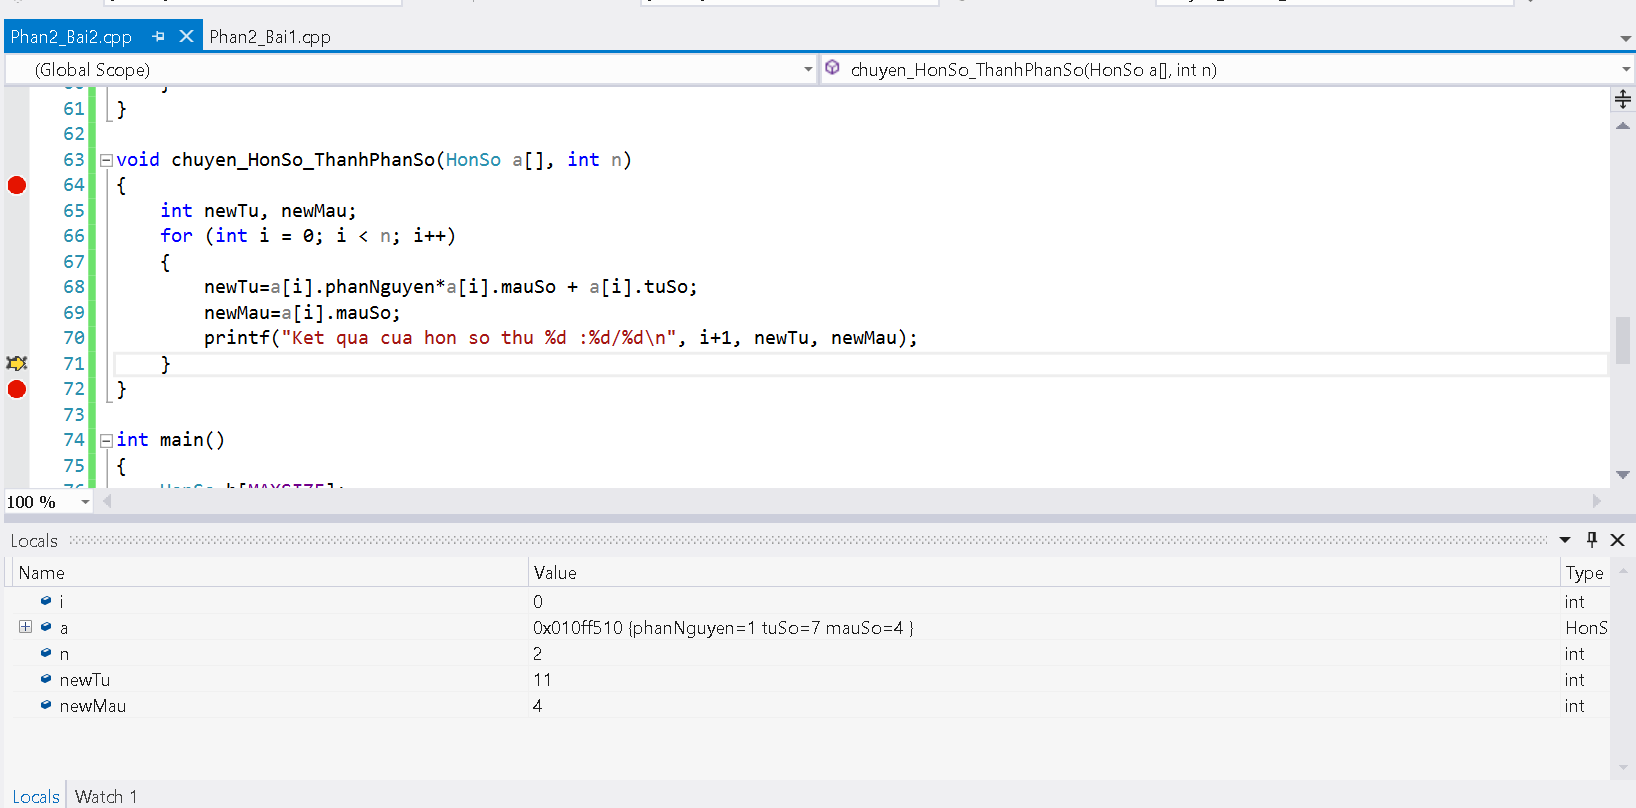 Phan2_Bai2.cpp Phan2_Bai1.cpp
(Global Scope) chuyen_HonSo_ThanhPhanSo(HonSo a[], int n)
61 }
62
63 void chuyen_HonSo_ThanhPhanSo(HonSo a[], int n)
64 {
65 int newTu, newMau;
66 for (int i = 0; i < n; i++)
67 {
68 newTu=a[i].phanNguyen*a[i].mauSo + a[i].tuSo;
69 newMau=a[i].mauSo;
70 printf("Ket qua cua hon so thu %d :%d/%d\n", i+1, newTu, newMau);
71 }
72 }
73
74 int main()
75 {
100 %
Locals
Name Value Type
i 0 int
a 0x010ff510 {phanNguyen=1 tuSo=7 mauSo=4 } HonS
n 2 int
newTu 11 int
newMau 4 int
Locals Watch 1